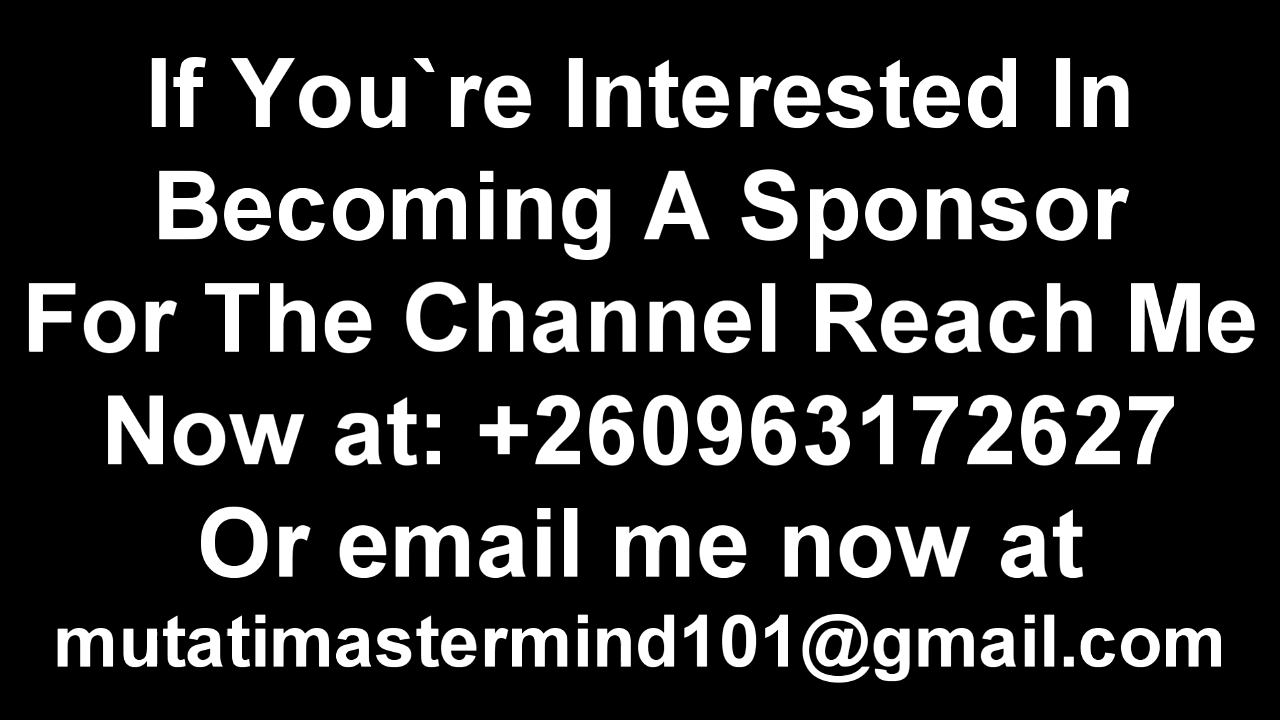 If You`re Interested In
Becoming A Sponsor
For The Channel Reach Me
Now at: +260963172627
Or email me now at
mutatimastermind101@gmail.com